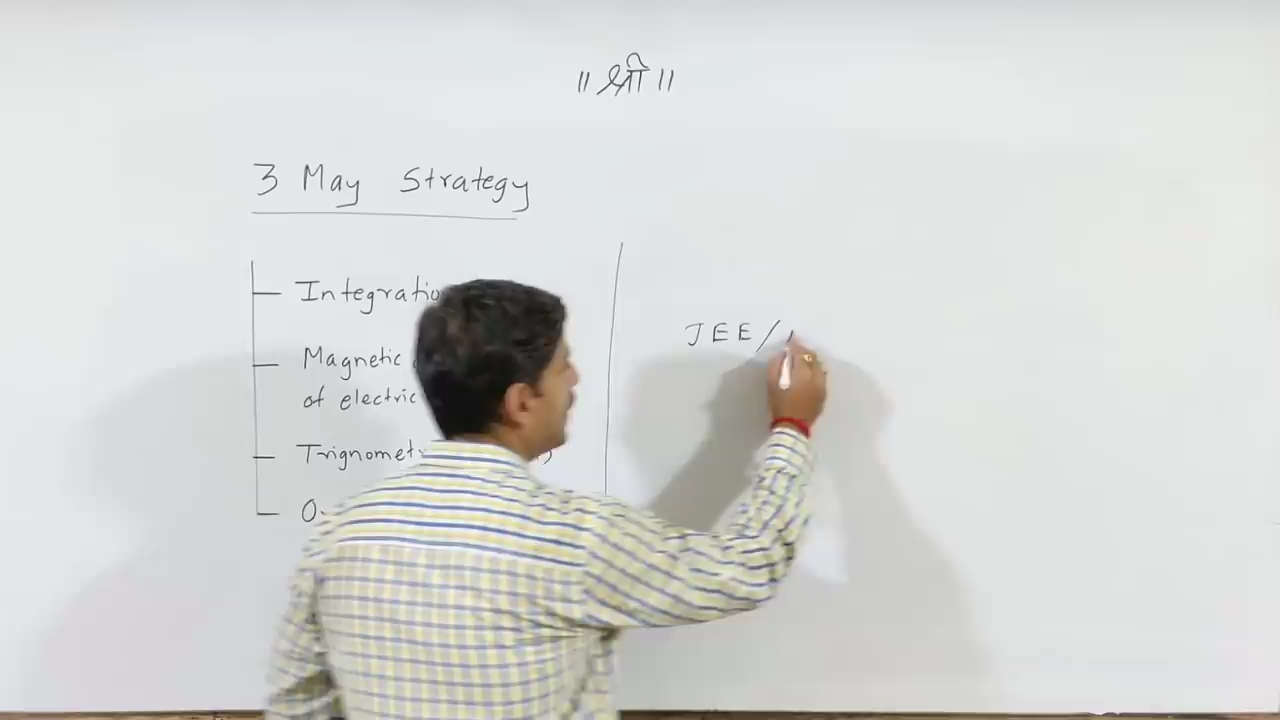 ॥ श्री ॥
3 May Strategy
Integratio
Magnetic
of electric
Trignomet
JEE/